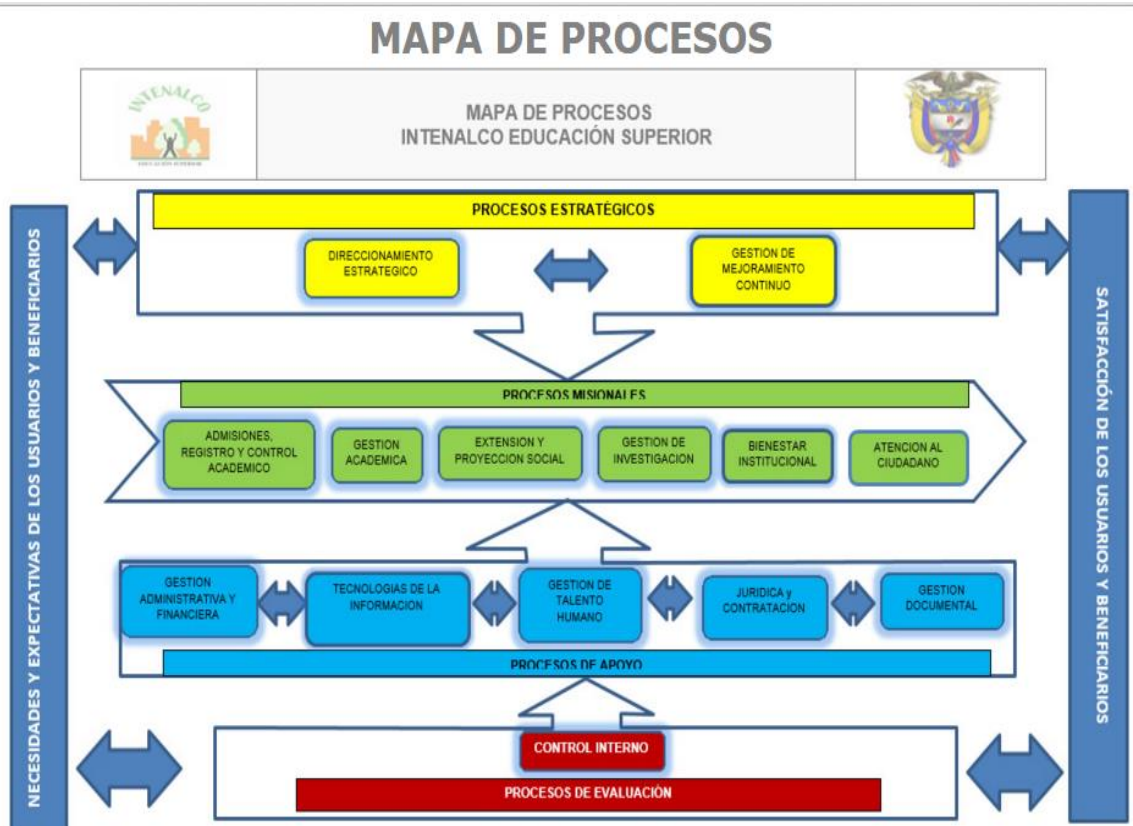 MAPA DE PROCESOS
INTENALCO
EDUCACIÓN SUPERIOR
MAPA DE PROCESOS
INTENALCO EDUCACIÓN SUPERIOR
NECESIDADES Y EXPECTATIVAS DE LOS USUARIOS Y BENEFICIARIOS
PROCESOS ESTRATÉGICOS
DIRECCIONAMIENTO
ESTRATEGICO
GESTION DE
MEJORAMIENTO
CONTINUO
PROCESOS MISIONALES
ADMISIONES,
REGISTRO Y CONTROL
ACADEMICO
GESTION
ACADEMICA
EXTENSION Y
PROYECCION SOCIAL
GESTION DE
INVESTIGACION
BIENESTAR
INSTITUCIONAL
ATENCION AL
CIUDADANO
GESTION
ADMINISTRATIVA Y
FINANCIERA
TECNOLOGIAS DE LA
INFORMACION
GESTION DE
TALENTO
HUMANO
JURIDICA y
CONTRATACION
GESTION
DOCUMENTAL
PROCESOS DE APOYO
CONTROL INTERNO
PROCESOS DE EVALUACIÓN
SATISFACCIÓN DE LOS USUARIOS Y BENEFICIARIOS